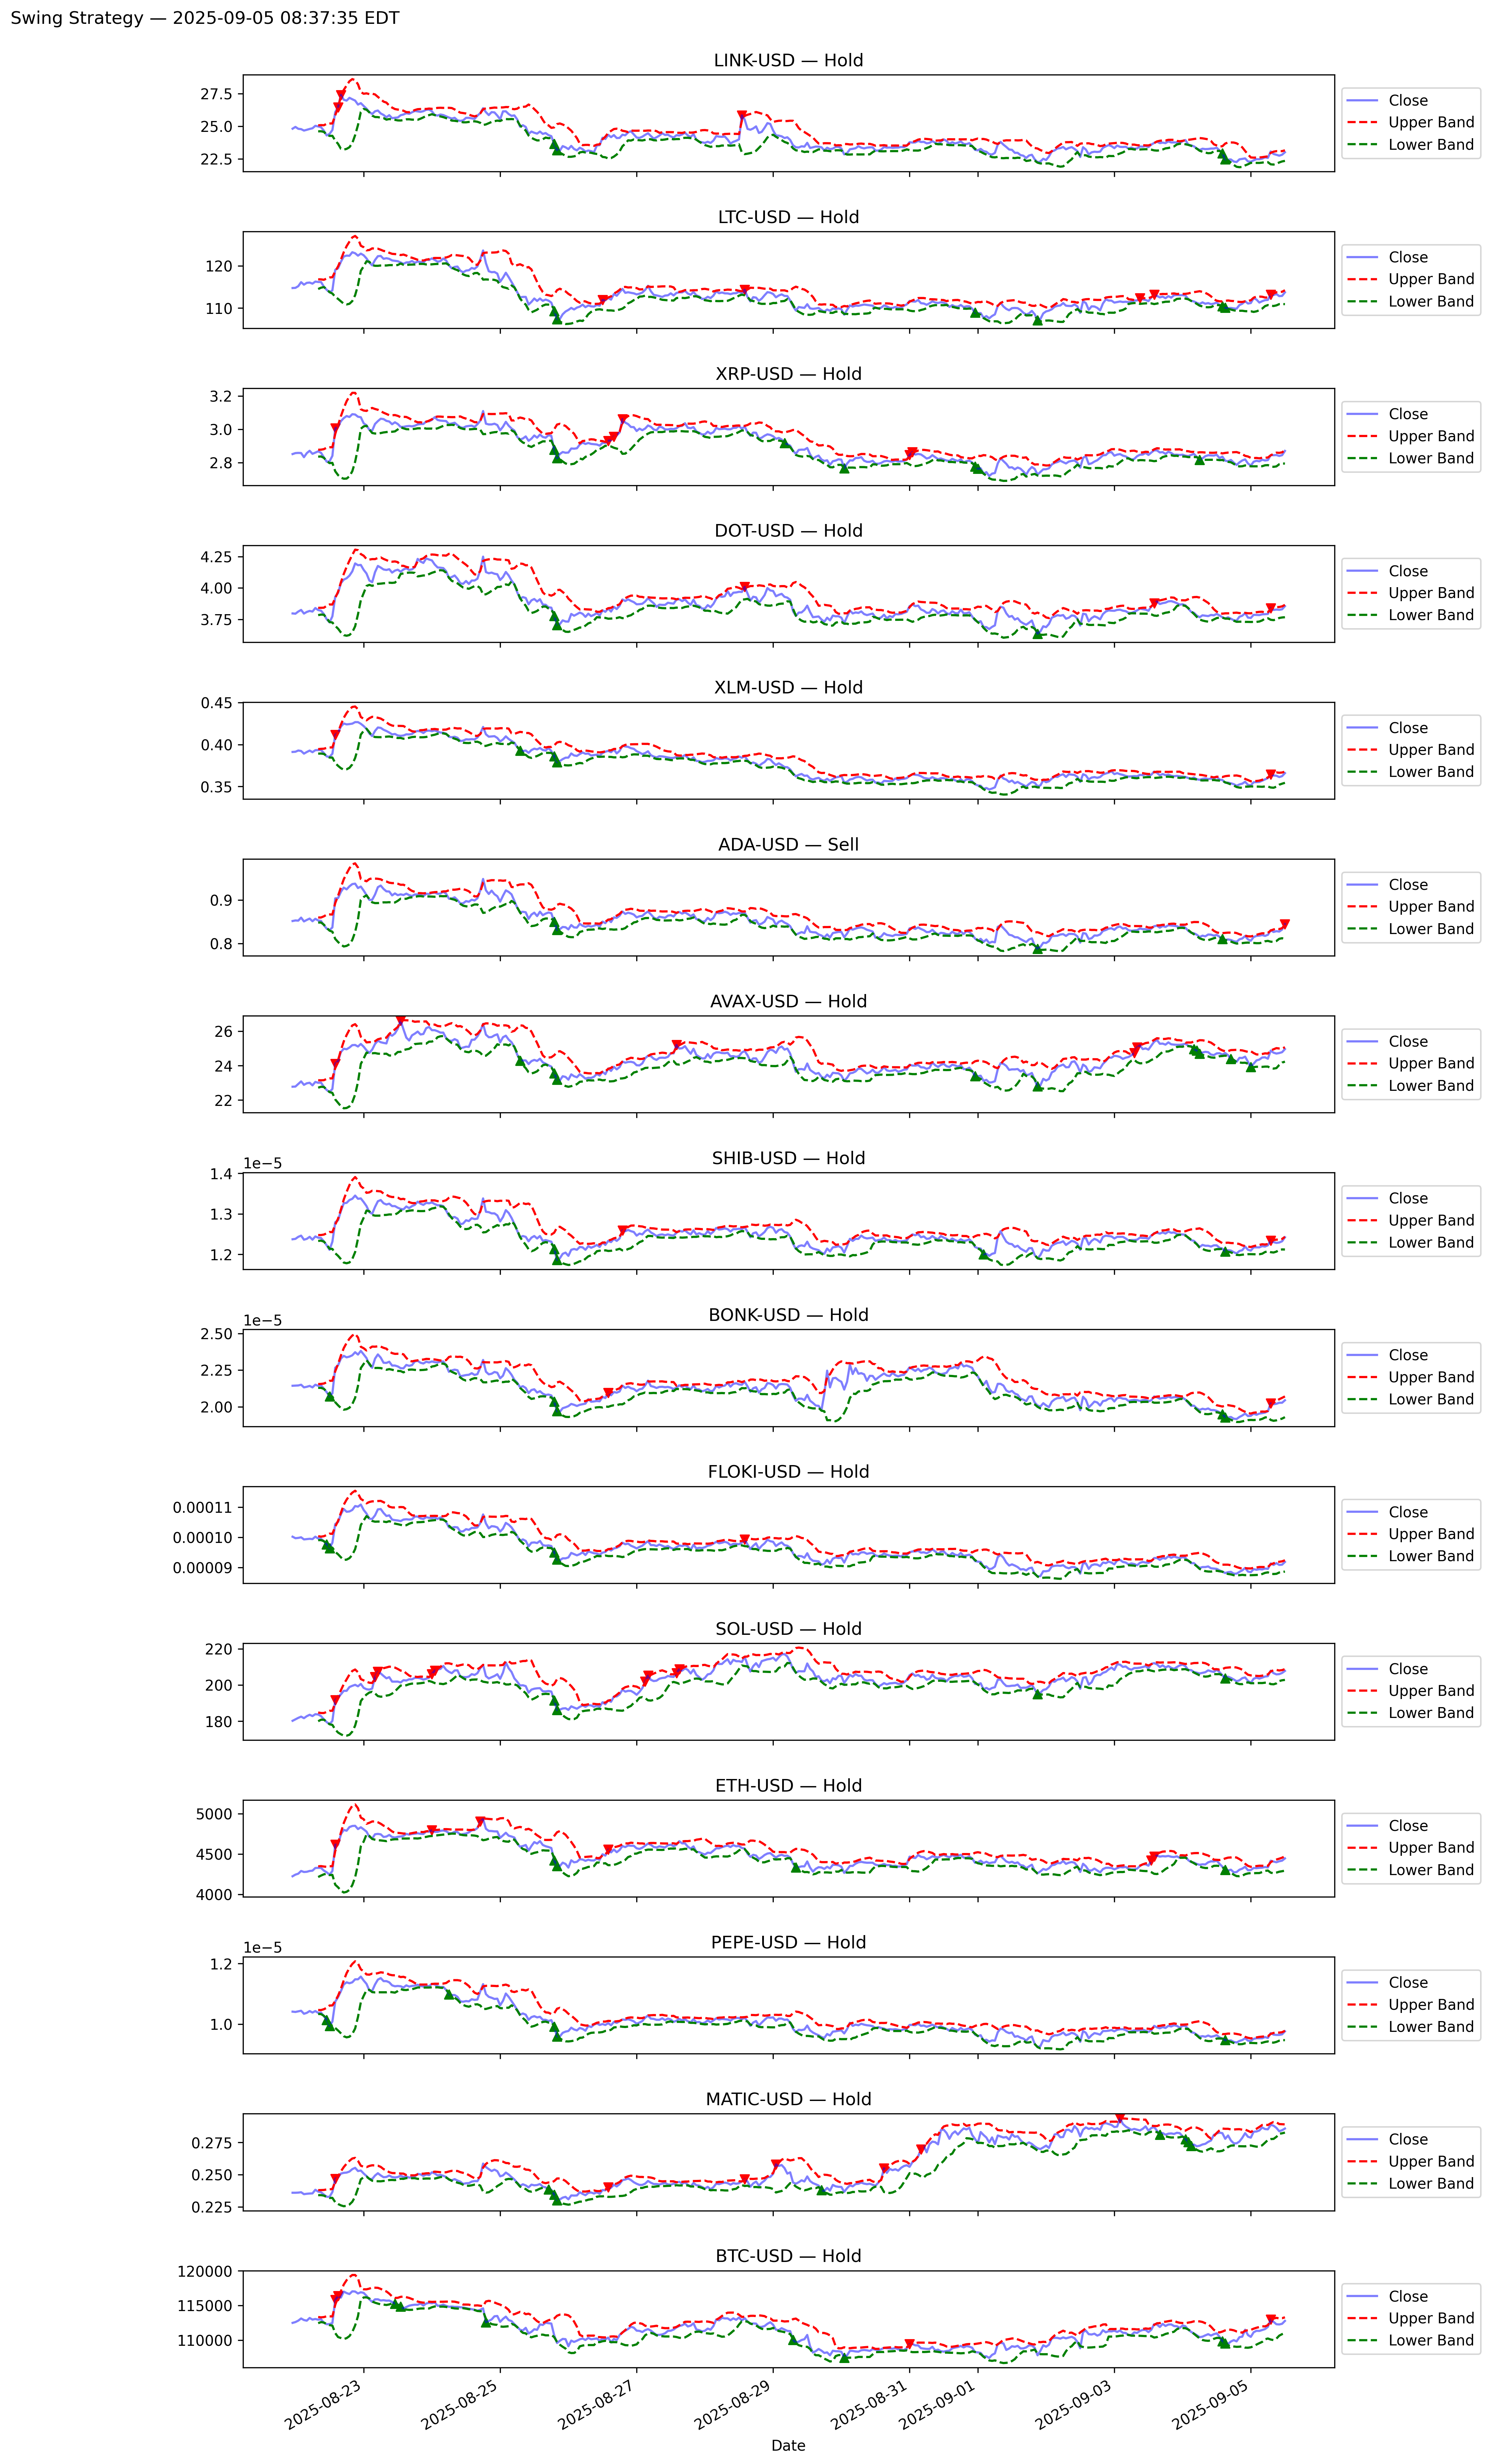 Swing Strategy — 2025-09-05 08:37:35 EDT
LINK-USD — Hold
27.5
25.0
22.5
Close
Upper Band
Lower Band
LTC-USD — Hold
120
110
Close
Upper Band
Lower Band
XRP-USD — Hold
3.2
3.0
2.8
Close
Upper Band
Lower Band
DOT-USD — Hold
4.25
4.00
3.75
Close
Upper Band
Lower Band
XLM-USD — Hold
0.45
0.40
0.35
Close
Upper Band
Lower Band
ADA-USD — Sell
0.9
0.8
Close
Upper Band
Lower Band
AVAX-USD — Hold
26
24
22
Close
Upper Band
Lower Band
SHIB-USD — Hold
1e−5
1.4
1.3
1.2
Close
Upper Band
Lower Band
BONK-USD — Hold
1e−5
2.50
2.25
2.00
Close
Upper Band
Lower Band
FLOKI-USD — Hold
0.00011
0.00010
0.00009
Close
Upper Band
Lower Band
SOL-USD — Hold
220
200
180
Close
Upper Band
Lower Band
ETH-USD — Hold
5000
4500
4000
Close
Upper Band
Lower Band
PEPE-USD — Hold
1e−5
1.2
1.0
Close
Upper Band
Lower Band
MATIC-USD — Hold
0.275
0.250
0.225
Close
Upper Band
Lower Band
BTC-USD — Hold
120000
115000
110000
Close
Upper Band
Lower Band
2025-08-23
2025-08-25
2025-08-27
2025-08-29
2025-08-31
2025-09-01
2025-09-03
2025-09-05
Date